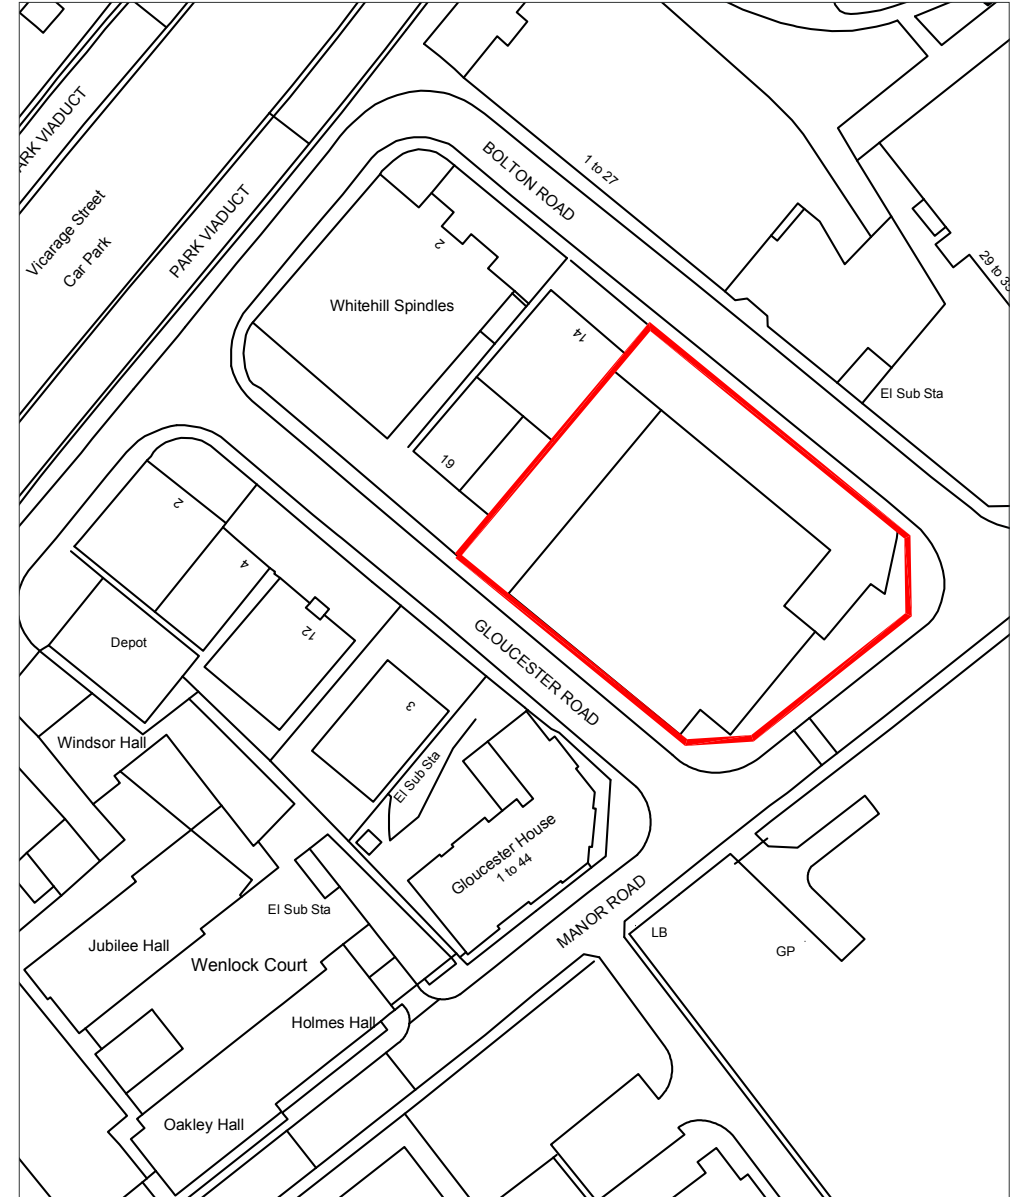 ARK VIADUCT
Vicarage Street
Car Park
PARK VIADUCT
BOLTON ROAD
1 to 27
29 to 35
2
Whitehill Spindles
14
El Sub Sta
19
2
4
12
Depot
GLOUCESTER ROAD
3
Windsor Hall
El Sub Sta
Gloucester House
1 to 44
El Sub Sta
MANOR ROAD
LB
GP
Jubilee Hall
Wenlock Court
Holmes Hall
Oakley Hall